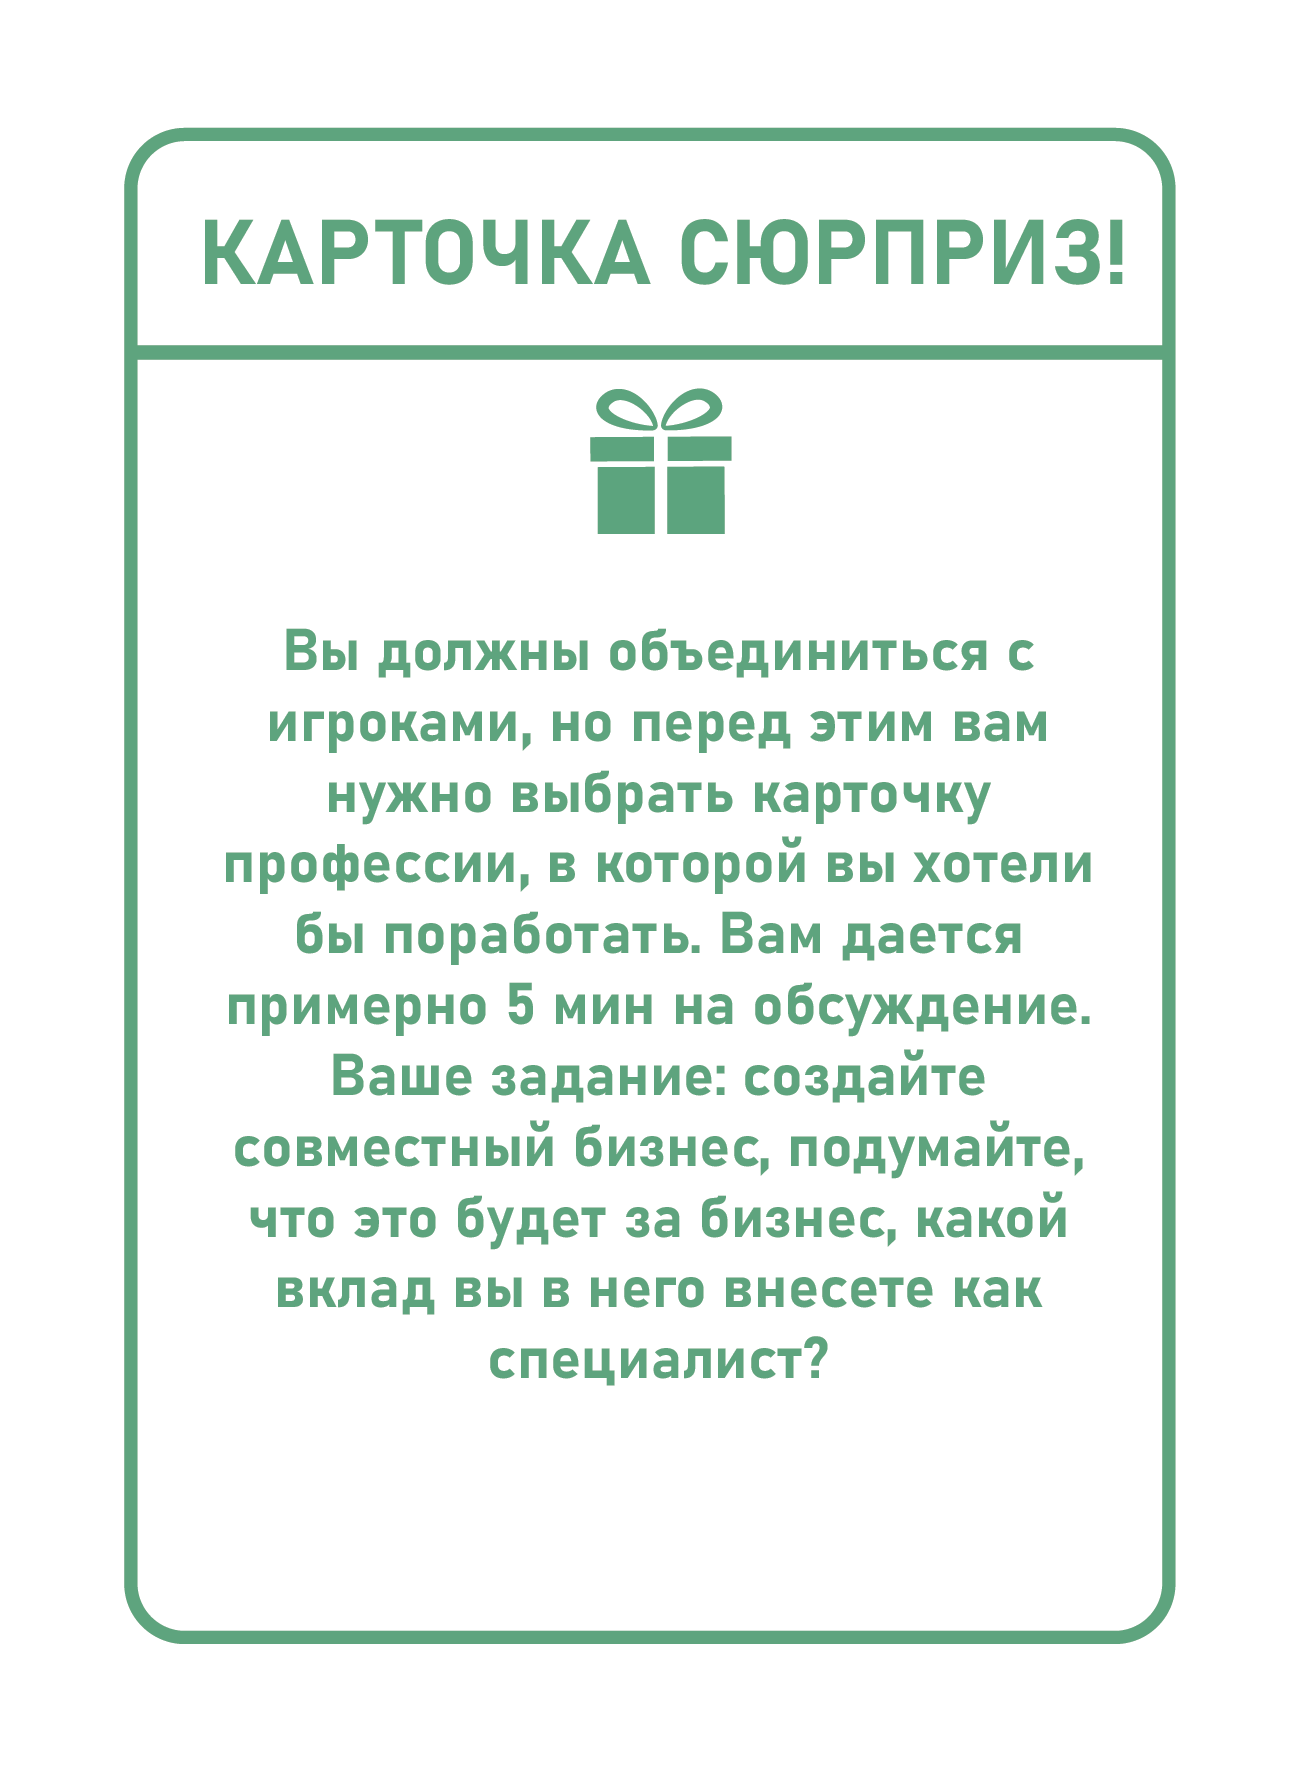 КАРТОЧКА СЮРПРИЗ!
Вы должны объединиться с
игроками, но перед этим вам
нужно выбрать карточку
профессии, в которой вы хотели
бы поработать. Вам дается
примерно 5 мин на обсуждение.
Ваше задание: создайте
совместный бизнес, подумайте,
что это будет за бизнес, какой
вклад вы в него внесете как
специалист?